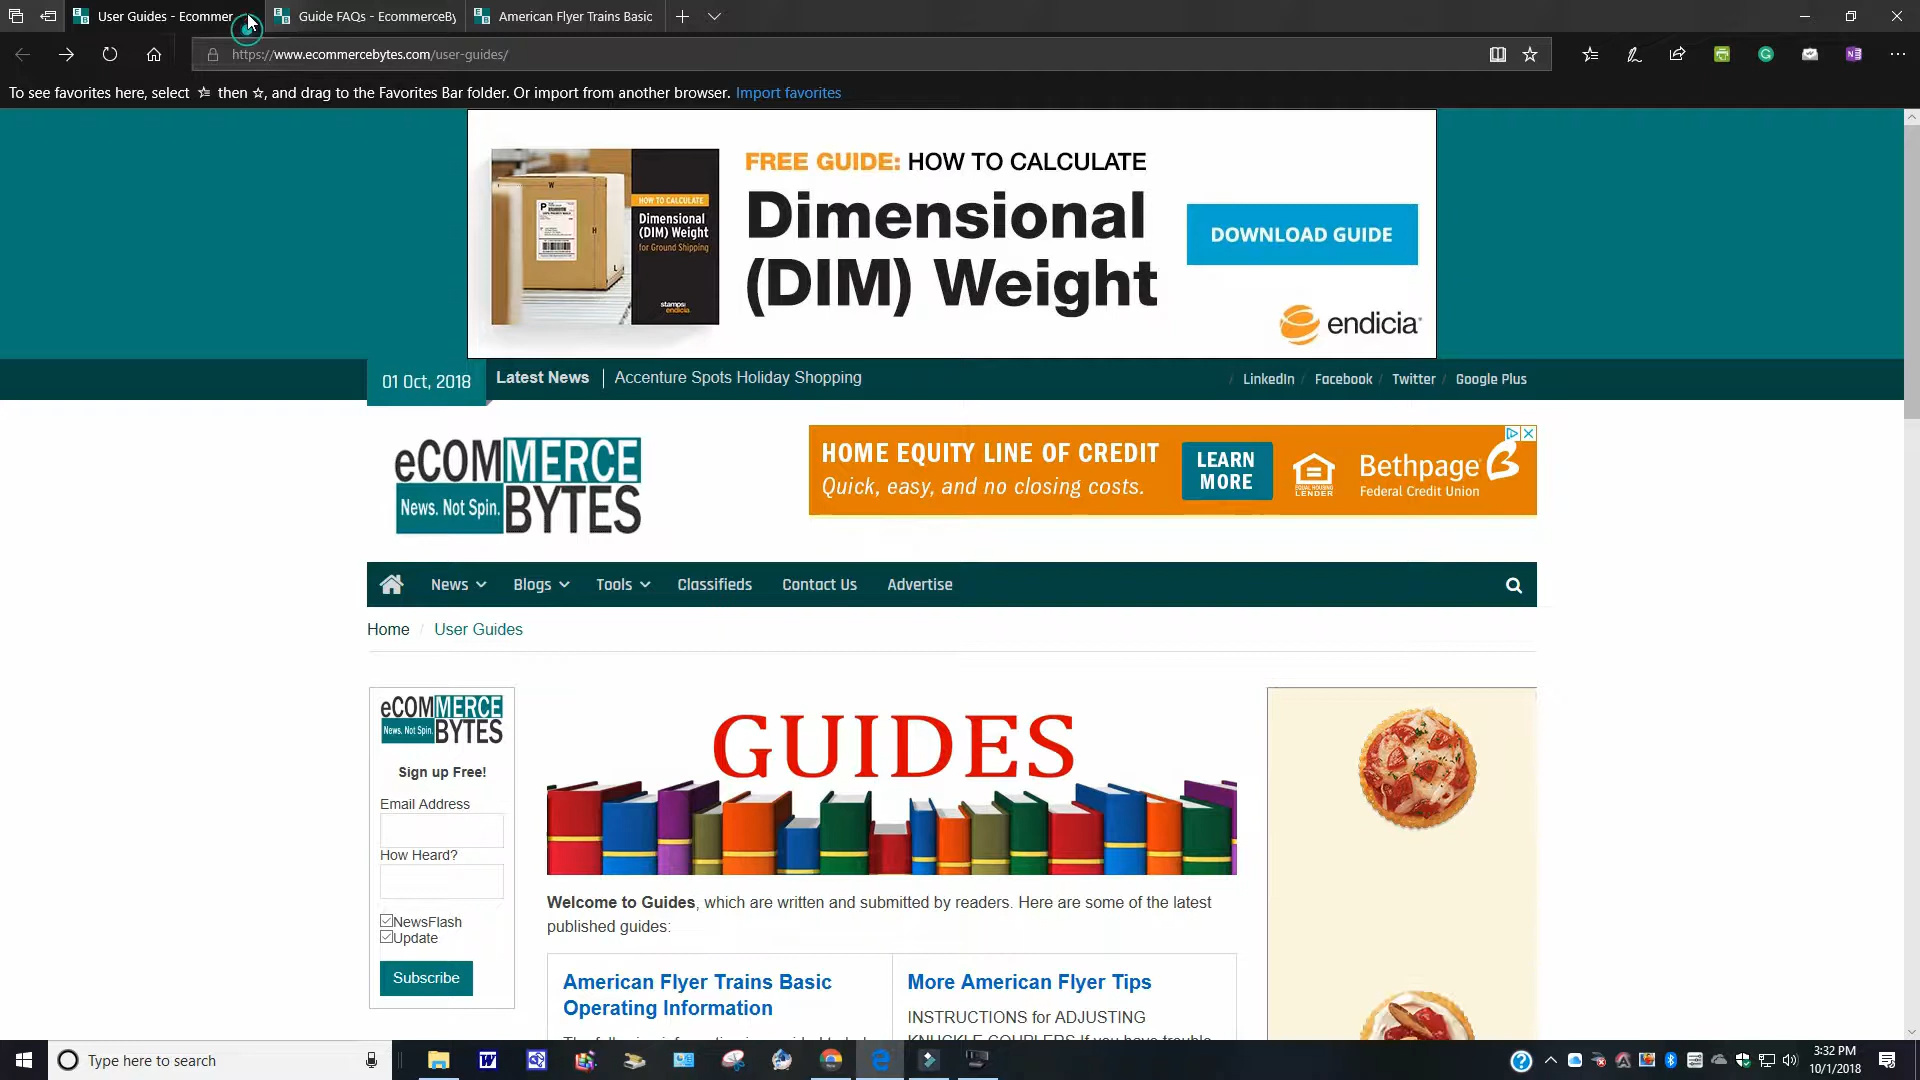 User Guides - Ecommer
Guide FAQs - EcommerceBy
American Flyer Trains Basic
https://www.ecommercebytes.com/user-guides/
To see favorites here, select then , and drag to the Favorites Bar folder. Or import from another browser. Import favorites
FREE GUIDE: HOW TO CALCULATE
Dimensional
(DIM) Weight
DOWNLOAD GUIDE
endicia
HOW TO CALCULATE
Dimensional
(DIM) Weight
for Ground Shipping
stamps
endicia
W
P
H
L
01 Oct, 2018
Latest News
Accenture Spots Holiday Shopping
/ LinkedIn / Facebook / Twitter / Google Plus
eCOMMERCE
BYTES
News. Not Spin.
HOME EQUITY LINE OF CREDIT
Quick, easy, and no closing costs.
LEARN
MORE
EQUAL HOUSING
LENDER
Bethpage
Federal Credit Union
News
Blogs
Tools
Classifieds
Contact Us
Advertise
Home / User Guides
eCOMMERCE
BYTES
News. Not Spin.
Sign up Free!
Email Address
How Heard?
NewsFlash
Update
Subscribe
GUIDES
Welcome to Guides, which are written and submitted by readers. Here are some of the latest
published guides:
American Flyer Trains Basic
Operating Information
More American Flyer Tips
INSTRUCTIONS for ADJUSTING
Type here to search
3:32 PM
10/1/2018